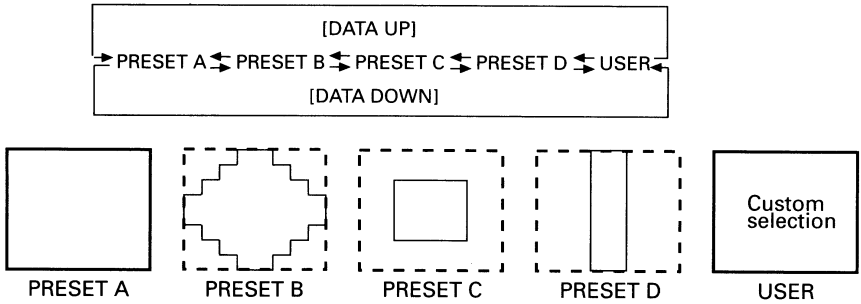 [DATA UP]
PRESET A PRESET B PRESET C PRESET D USER
[DATA DOWN]
Custom
selection
PRESET A PRESET B PRESET C PRESET D USER